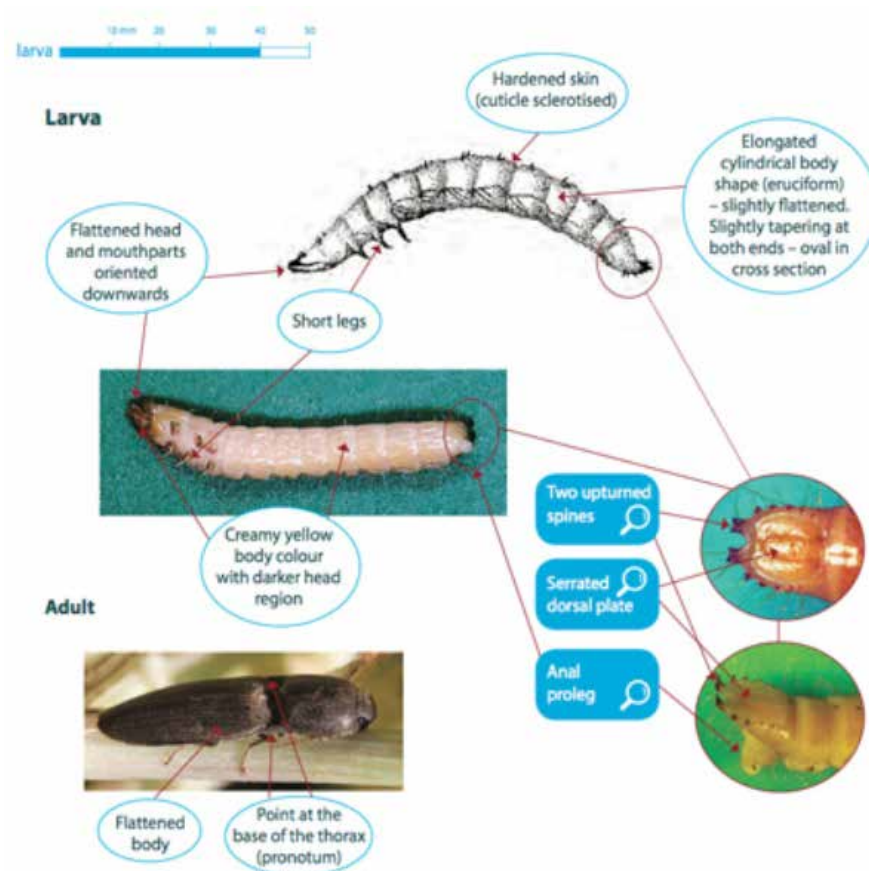 10 mm 20 30 40 50
larva
Larva
Hardened skin
(cuticle sclerotised)
Elongated
cylindrical body
shape (eruciform)
– slightly flattened.
Slightly tapering at
both ends – oval in
cross section
Flattened head
and mouthparts
oriented
downwards
Short legs
Two upturned
spines
Creamy yellow
body colour
with darker head
region
Serrated
dorsal plate
Adult
Anal
proleg
Flattened
body
Point at the
base of the thorax
(pronotum)